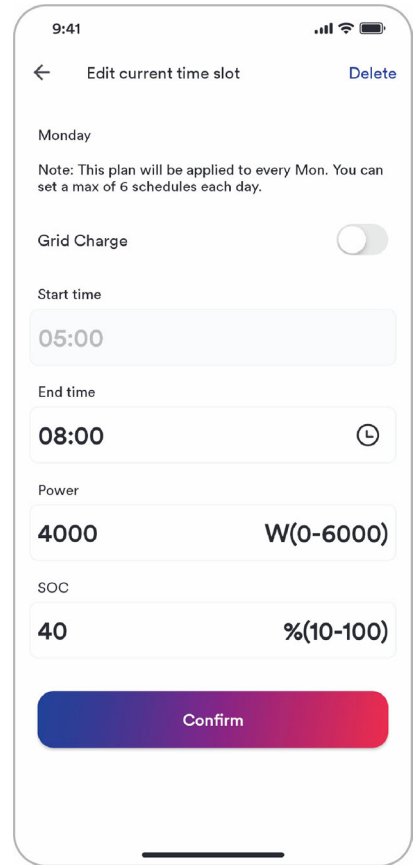 9:41
Edit current time slot
Delete
Monday
Note: This plan will be applied to every Mon. You can
set a max of 6 schedules each day.
Grid Charge
Start time
05:00
End time
08:00
Power
4000 W(0-6000)
SOC
40 %(10-100)
Confirm